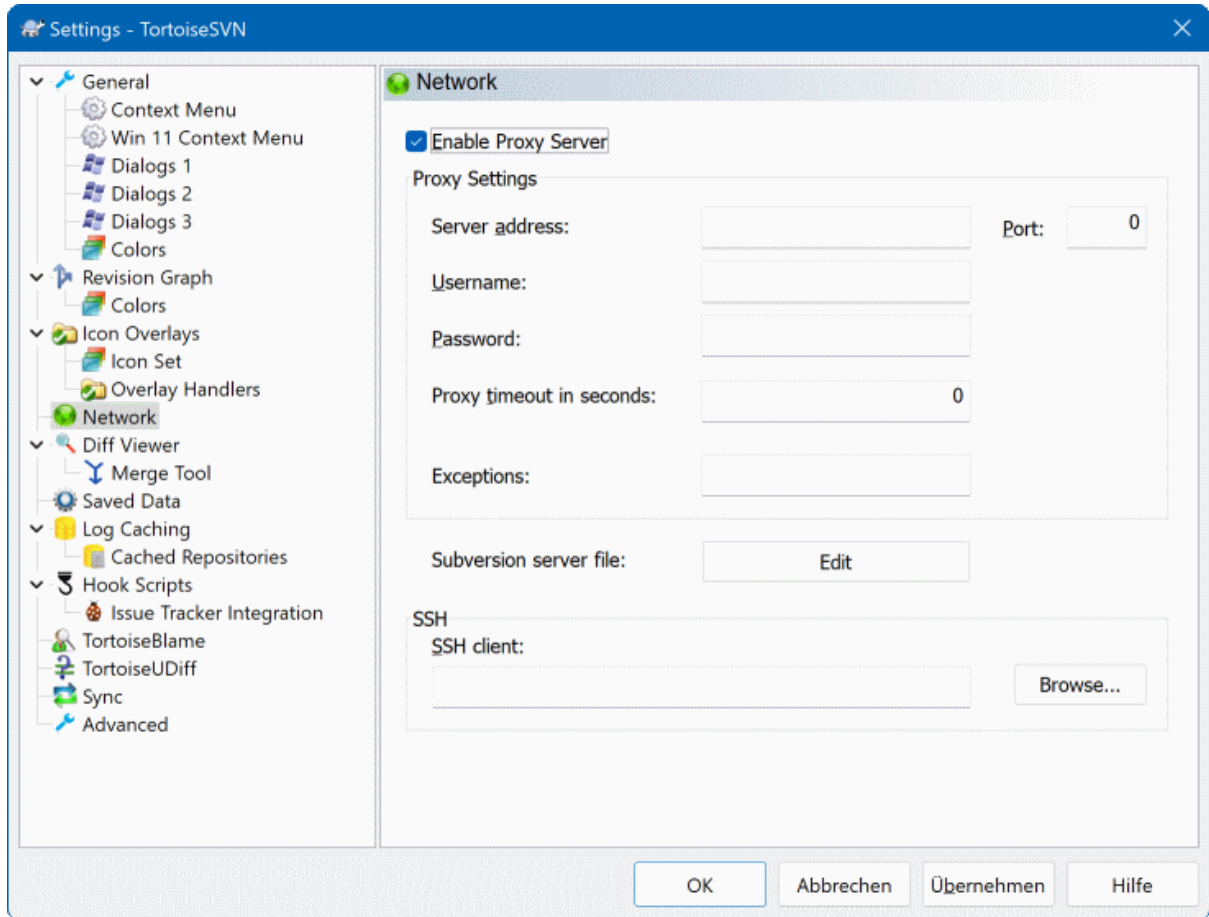 Settings - TortoiseSVN
General
Context Menu
Win 11 Context Menu
Dialogs 1
Dialogs 2
Dialogs 3
Colors
Revision Graph
Colors
Icon Overlays
Icon Set
Overlay Handlers
Network
Diff Viewer
Merge Tool
Saved Data
Log Caching
Cached Repositories
Hook Scripts
Issue Tracker Integration
TortoiseBlame
TortoiseUDiff
Sync
Advanced
Network
Enable Proxy Server
Proxy Settings
Server address: Port: 0
Username:
Password:
Proxy timeout in seconds: 0
Exceptions:
Subversion server file: Edit
SSH
SSH client:
Browse...
OK Abbrechen Übernehmen Hilfe